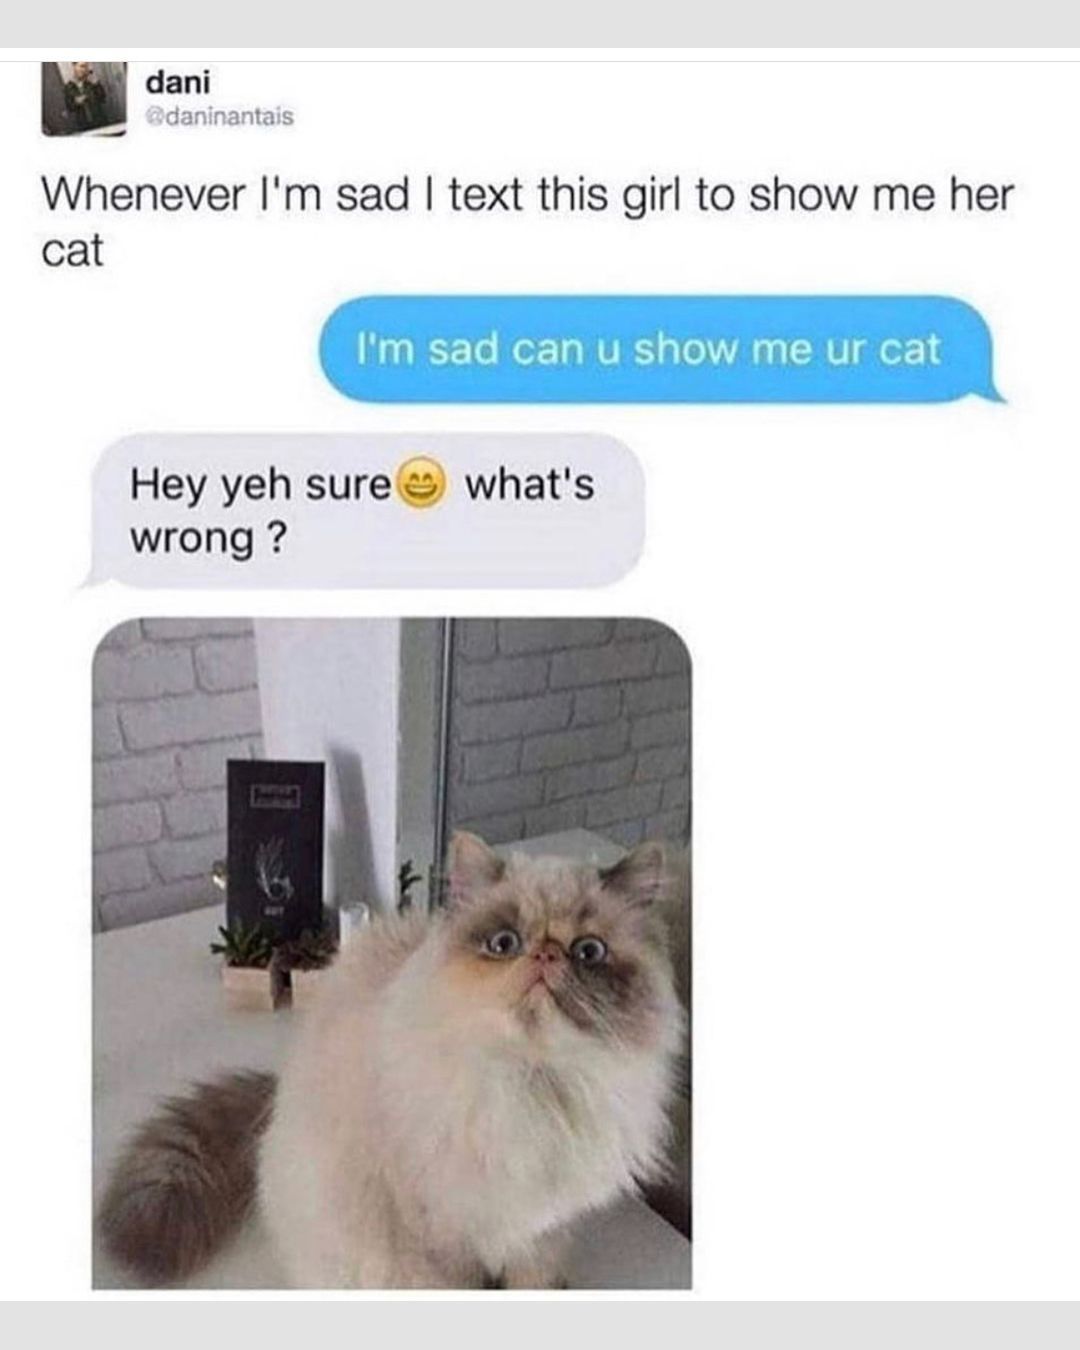 dani
@daninantais
Whenever I'm sad I text this girl to show me her
cat
I'm sad can u show me ur cat
Hey yeh sure😄 what's
wrong ?